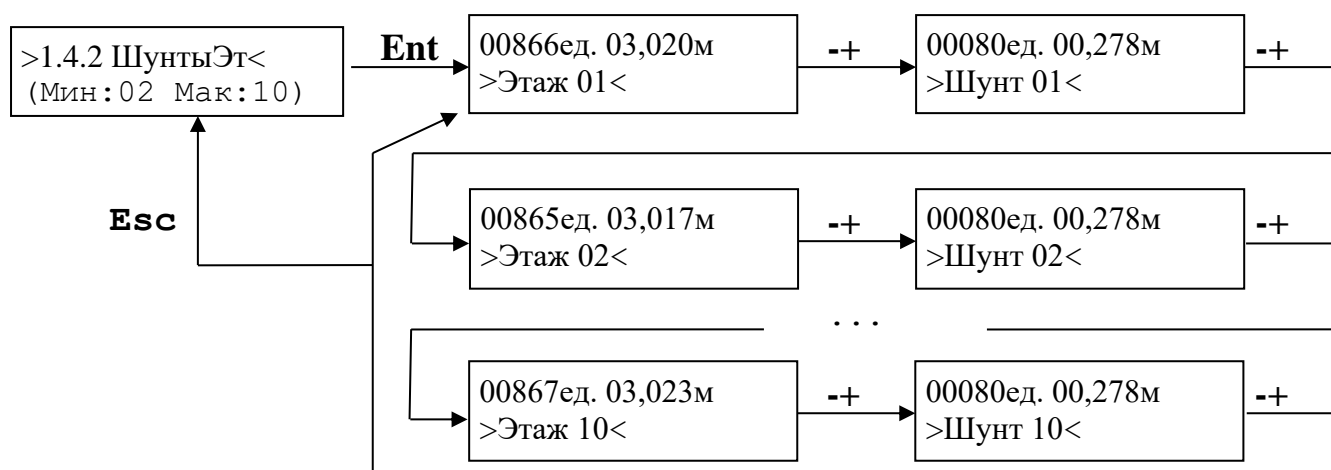 >1.4.2 ШунтыЭт<
(Мин:02 Мак:10)
Ent
00866ед. 03,020м
>Этаж 01<
-+
00080ед. 00,278м
>Шунт 01<
-+
Esc
00865ед. 03,017м
>Этаж 02<
-+
00080ед. 00,278м
>Шунт 02<
-+
. . .
00867ед. 03,023м
>Этаж 10<
-+
00080ед. 00,278м
>Шунт 10<
-+